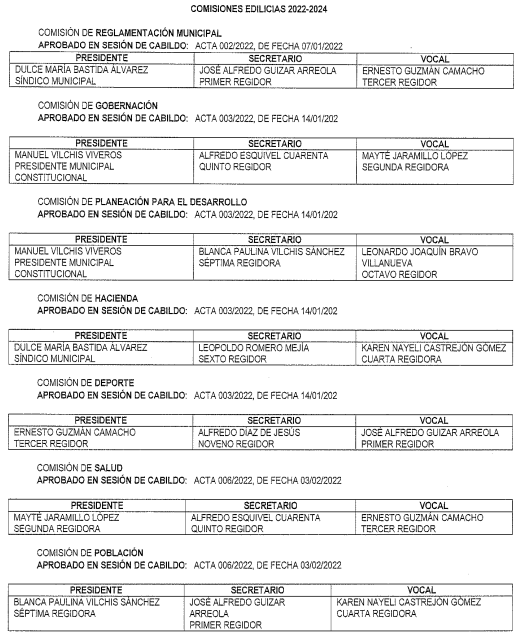 COMISIONES EDILICIAS 2022-2024
COMISIÓN DE REGLAMENTACIÓN MUNICIPAL
APROBADO EN SESIÓN DE CABILDO: ACTA 002/2022, DE FECHA 07/01/2022
PRESIDENTE SECRETARIO VOCAL
DULCE MARÍA BASTIDA ÁLVAREZ JOSÉ ALFREDO GUIZAR ARREOLA ERNESTO GUZMÁN CAMACHO
SÍNDICO MUNICIPAL PRIMER REGIDOR TERCER REGIDOR
COMISIÓN DE GOBERNACIÓN
APROBADO EN SESIÓN DE CABILDO: ACTA 003/2022, DE FECHA 14/01/202
PRESIDENTE SECRETARIO VOCAL
MANUEL VILCHIS VIVEROS ALFREDO ESQUIVEL CUARENTA MAYTÉ JARAMILLO LÓPEZ
PRESIDENTE MUNICIPAL QUINTO REGIDOR SEGUNDA REGIDORA
CONSTITUCIONAL
COMISIÓN DE PLANEACIÓN PARA EL DESARROLLO
APROBADO EN SESIÓN DE CABILDO: ACTA 003/2022, DE FECHA 14/01/202
PRESIDENTE SECRETARIO VOCAL
MANUEL VILCHIS VIVEROS BLANCA PAULINA VILCHIS SÁNCHEZ LEONARDO JOAQUÍN BRAVO
PRESIDENTE MUNICIPAL SÉPTIMA REGIDORA VILLANUEVA
CONSTITUCIONAL OCTAVO REGIDOR
COMISIÓN DE HACIENDA
APROBADO EN SESIÓN DE CABILDO: ACTA 003/2022, DE FECHA 14/01/202
PRESIDENTE SECRETARIO VOCAL
DULCE MARÍA BASTIDA ÁLVAREZ LEOPOLDO ROMERO MEJÍA KAREN NAYELI CASTREJÓN GÓMEZ
SÍNDICO MUNICIPAL SEXTO REGIDOR CUARTA REGIDORA
COMISIÓN DE DEPORTE
APROBADO EN SESIÓN DE CABILDO: ACTA 003/2022, DE FECHA 14/01/202
PRESIDENTE SECRETARIO VOCAL
ERNESTO GUZMÁN CAMACHO ALFREDO DÍAZ DE JESÚS JOSÉ ALFREDO GUIZAR ARREOLA
TERCER REGIDOR NOVENO REGIDOR PRIMER REGIDOR
COMISIÓN DE SALUD
APROBADO EN SESIÓN DE CABILDO: ACTA 006/2022, DE FECHA 03/02/2022
PRESIDENTE SECRETARIO VOCAL
MAYTÉ JARAMILLO LÓPEZ ALFREDO ESQUIVEL CUARENTA ERNESTO GUZMÁN CAMACHO
SEGUNDA REGIDORA QUINTO REGIDOR TERCER REGIDOR
COMISIÓN DE POBLACIÓN
APROBADO EN SESIÓN DE CABILDO: ACTA 006/2022, DE FECHA 03/02/2022
PRESIDENTE SECRETARIO VOCAL
BLANCA PAULINA VILCHIS SÁNCHEZ JOSÉ ALFREDO GUIZAR KAREN NAYELI CASTREJÓN GÓMEZ
SÉPTIMA REGIDORA ARREOLA CUARTA REGIDORA
PRIMER REGIDOR